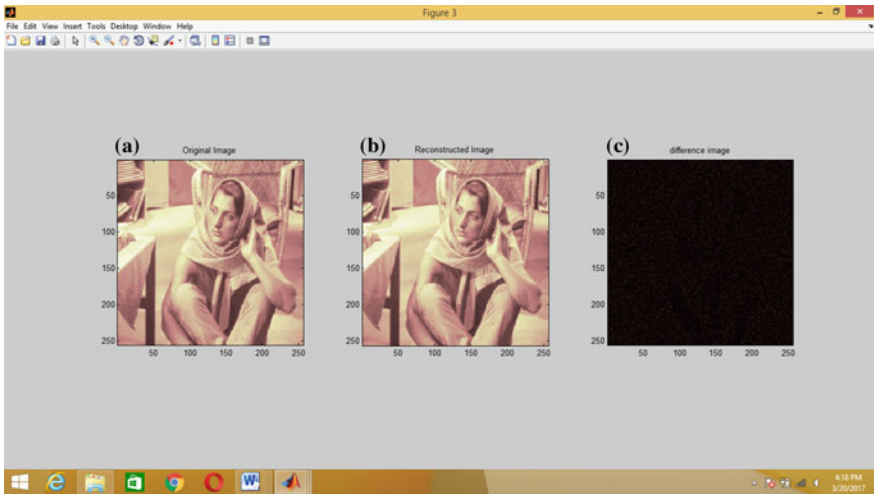 Figure 3
File Edit View Insert Tools Desktop Window Help
(a) Original Image
50
100
150
200
250
50 100 150 200 250
(b) Reconstructed Image
50
100
150
200
250
50 100 150 200 250
(c) difference image
50
100
150
200
250
50 100 150 200 250
W
4:18 PM
3/20/2017